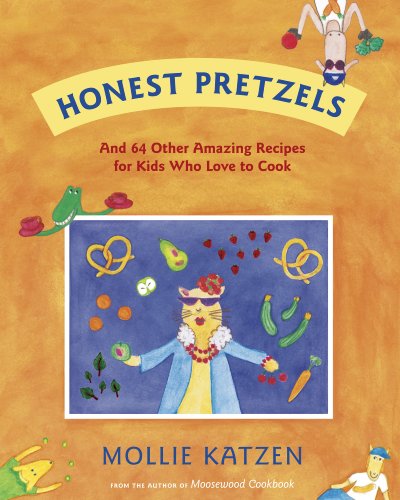 HONEST PRETZELS
And 64 Other Amazing Recipes
for Kids Who Love to Cook
MOLLIE KATZEN
FROM THE AUTHOR OF Moosewood Cookbook